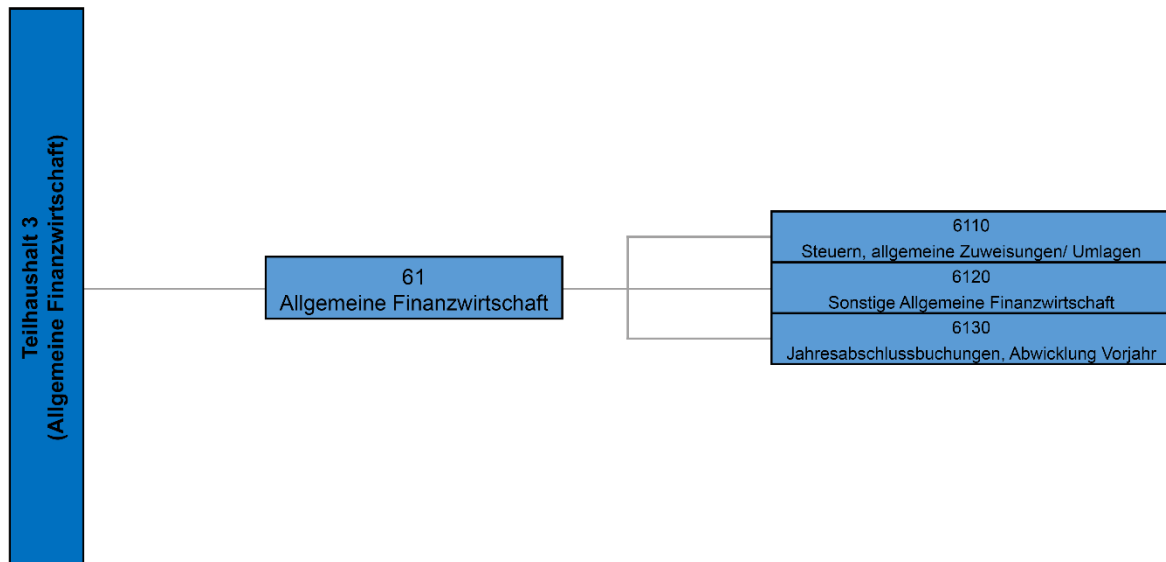 Teilhaushalt 3
(Allgemeine Finanzwirtschaft)
61
Allgemeine Finanzwirtschaft
6110
Steuern, allgemeine Zuweisungen/ Umlagen
6120
Sonstige Allgemeine Finanzwirtschaft
6130
Jahresabschlussbuchungen, Abwicklung Vorjahr